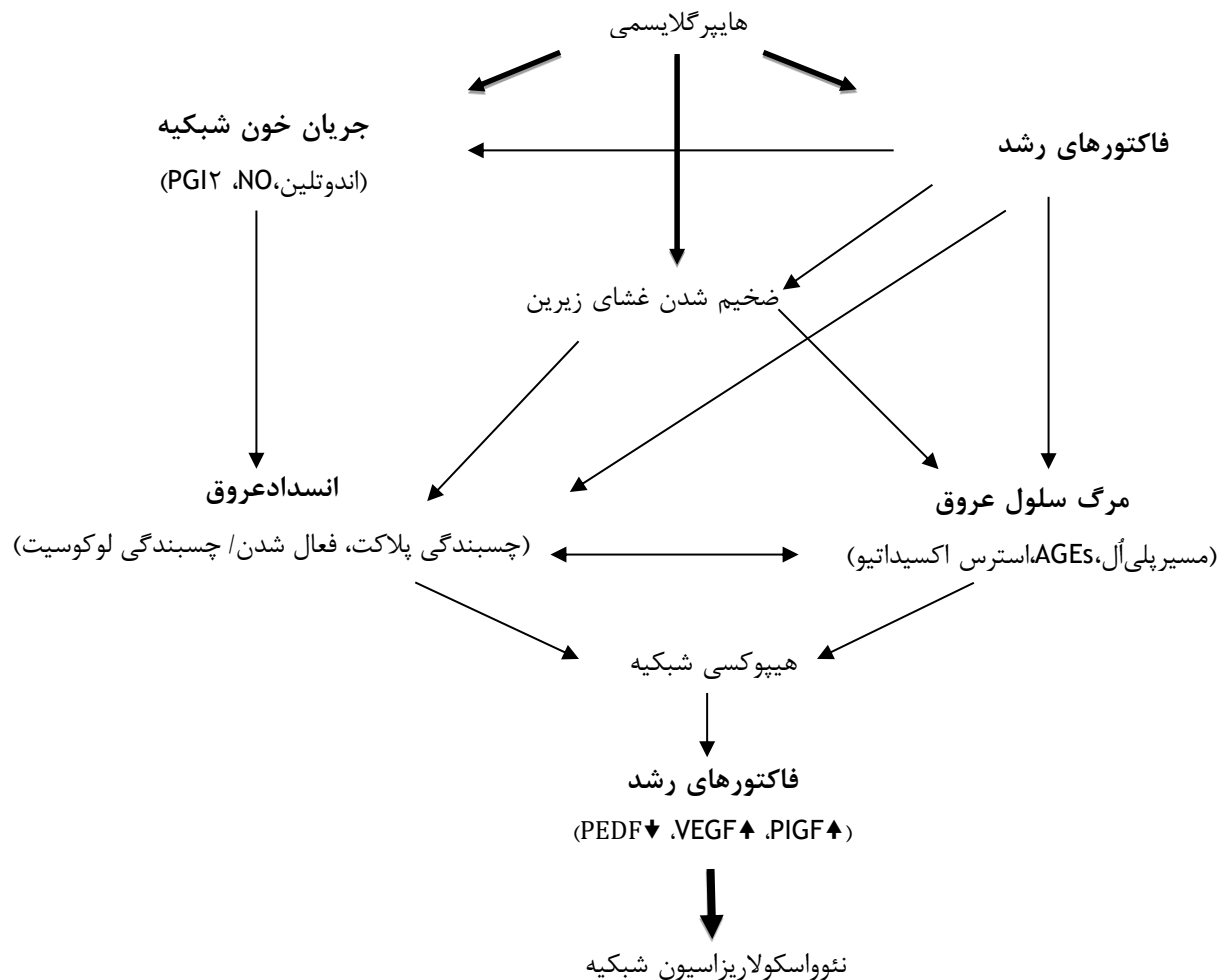 هایپرگلایسمی
فاکتورهای رشد
جریان خون شبکیه
(اندوتلین،NO، PGI۲)
ضخیم شدن غشای زیرین
مرگ سلول عروق
(مسیرپلی‌اُل،AGEs،استرس اکسیداتیو)
انسدادعروق
(چسبندگی پلاکت، فعال شدن/ چسبندگی لوکوسیت)
هیپوکسی شبکیه
فاکتورهای رشد
(PIGF🡅، VEGF🡅، PEDF🡇)
نئوواسکولاریزاسیون شبکیه